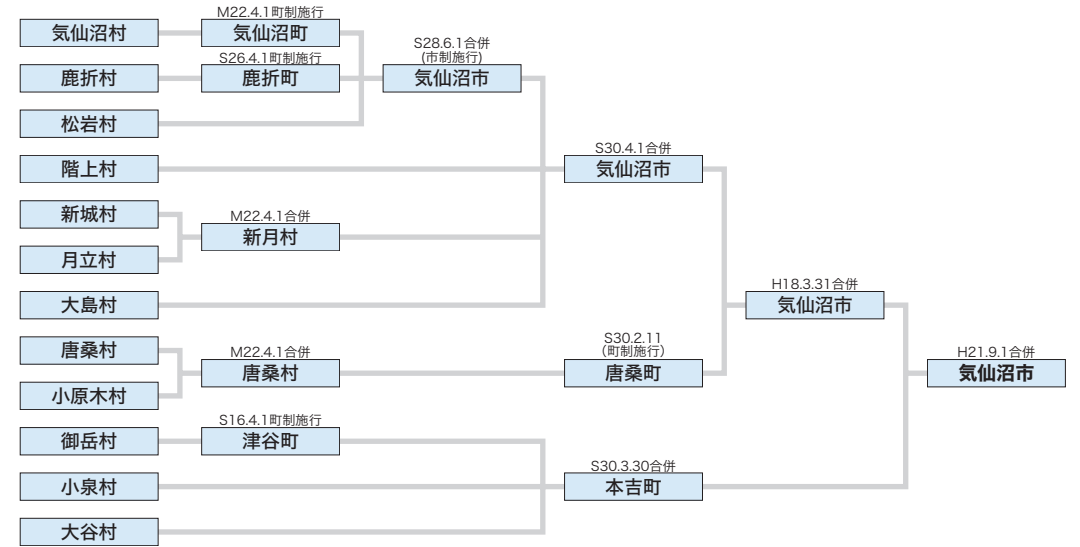 気仙沼村
M22.4.1町制施行
気仙沼町
鹿折村
S26.4.1町制施行
鹿折町
S28.6.1合併
(市制施行)
気仙沼市
松岩村
階上村
S30.4.1合併
気仙沼市
新城村
M22.4.1合併
新月村
月立村
大島村
H18.3.31合併
気仙沼市
唐桑村
M22.4.1合併
唐桑村
S30.2.11
(町制施行)
唐桑町
H21.9.1合併
気仙沼市
小原木村
御岳村
S16.4.1町制施行
津谷町
小泉村
S30.3.30合併
本吉町
大谷村